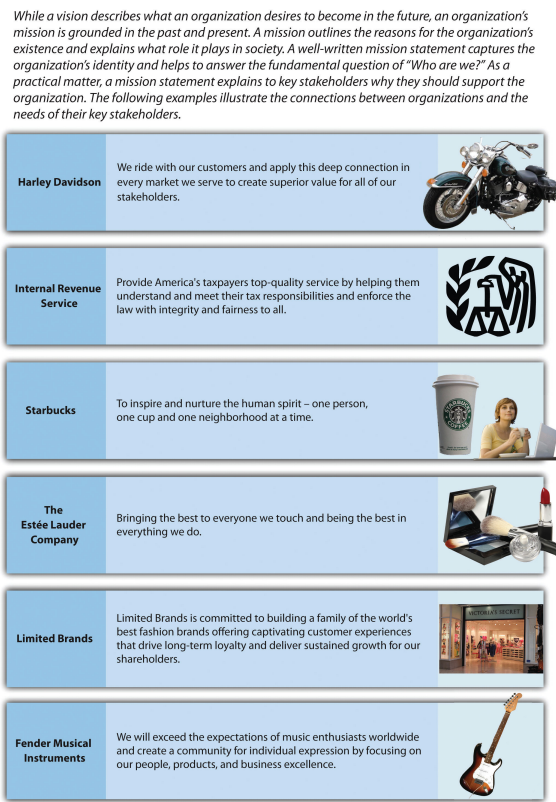 While a vision describes what an organization desires to become in the future, an organization’s
mission is grounded in the past and present. A mission outlines the reasons for the organization’s
existence and explains what role it plays in society. A well-written mission statement captures the
organization’s identity and helps to answer the fundamental question of “Who are we?” As a
practical matter, a mission statement explains to key stakeholders why they should support the
organization. The following examples illustrate the connections between organizations and the
needs of their key stakeholders.
Harley Davidson
We ride with our customers and apply this deep connection in
every market we serve to create superior value for all of our
stakeholders.
Internal Revenue
Service
Provide America's taxpayers top-quality service by helping them
understand and meet their tax responsibilities and enforce the
law with integrity and fairness to all.
Starbucks
To inspire and nurture the human spirit – one person,
one cup and one neighborhood at a time.
STARBUCKS
COFFEE
The
Estée Lauder
Company
Bringing the best to everyone we touch and being the best in
everything we do.
Limited Brands
Limited Brands is committed to building a family of the world's
best fashion brands offering captivating customer experiences
that drive long-term loyalty and deliver sustained growth for our
shareholders.
VICTORIA'S SECRET
Fender Musical
Instruments
We will exceed the expectations of music enthusiasts worldwide
and create a community for individual expression by focusing on
our people, products, and business excellence.